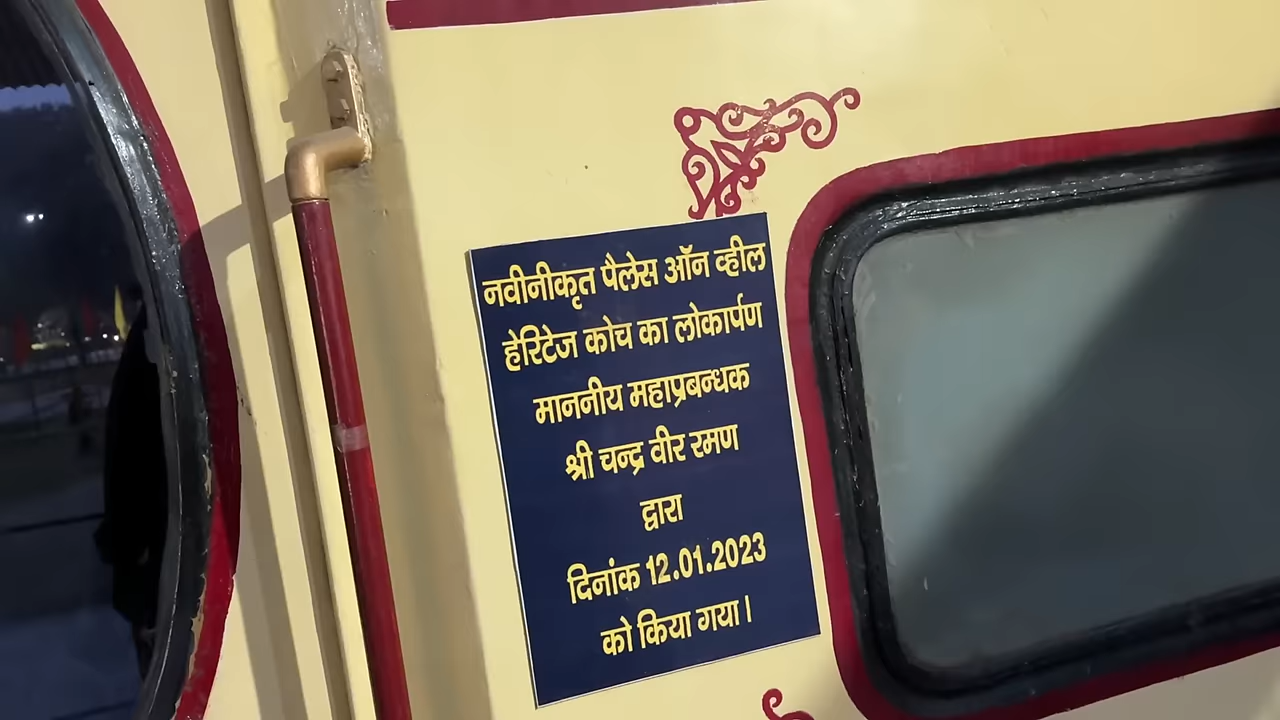 नवीनीकृत पैलेस ऑन व्हील
हेरिटेज कोच का लोकार्पण
माननीय महाप्रबन्धक
श्री चन्द्र वीर रमण
द्वारा
दिनांक 12.01.2023
को किया गया।